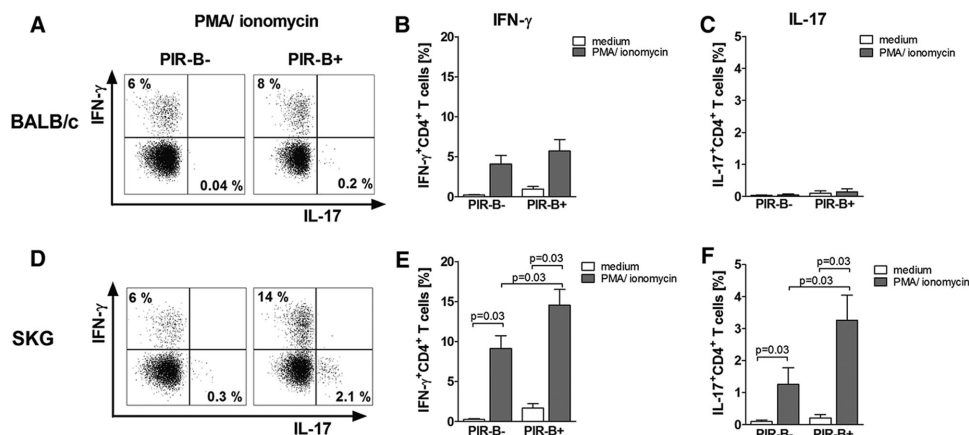 A
PMA/ ionomycin
PIR-B-
PIR-B+
BALB/c
IFN-γ
6 %
8 %
0.04 %
0.2 %
IL-17
B
IFN-γ
medium
PMA/ ionomycin
IFN-γ+CD4+ T cells [%]
20
15
10
5
0
PIR-B-
PIR-B+
C
IL-17
medium
PMA/ ionomycin
IL-17+CD4+ T cells [%]
5
4
3
2
1
0
PIR-B-
PIR-B+
D
SKG
IFN-γ
6 %
14 %
0.3 %
2.1 %
IL-17
E
medium
PMA/ ionomycin
IFN-γ+CD4+ T cells [%]
20
15
10
5
0
p=0.03
p=0.03
p=0.03
PIR-B-
PIR-B+
F
medium
PMA/ ionomycin
IL-17+CD4+ T cells [%]
5
4
3
2
1
0
p=0.03
p=0.03
p=0.03
PIR-B-
PIR-B+